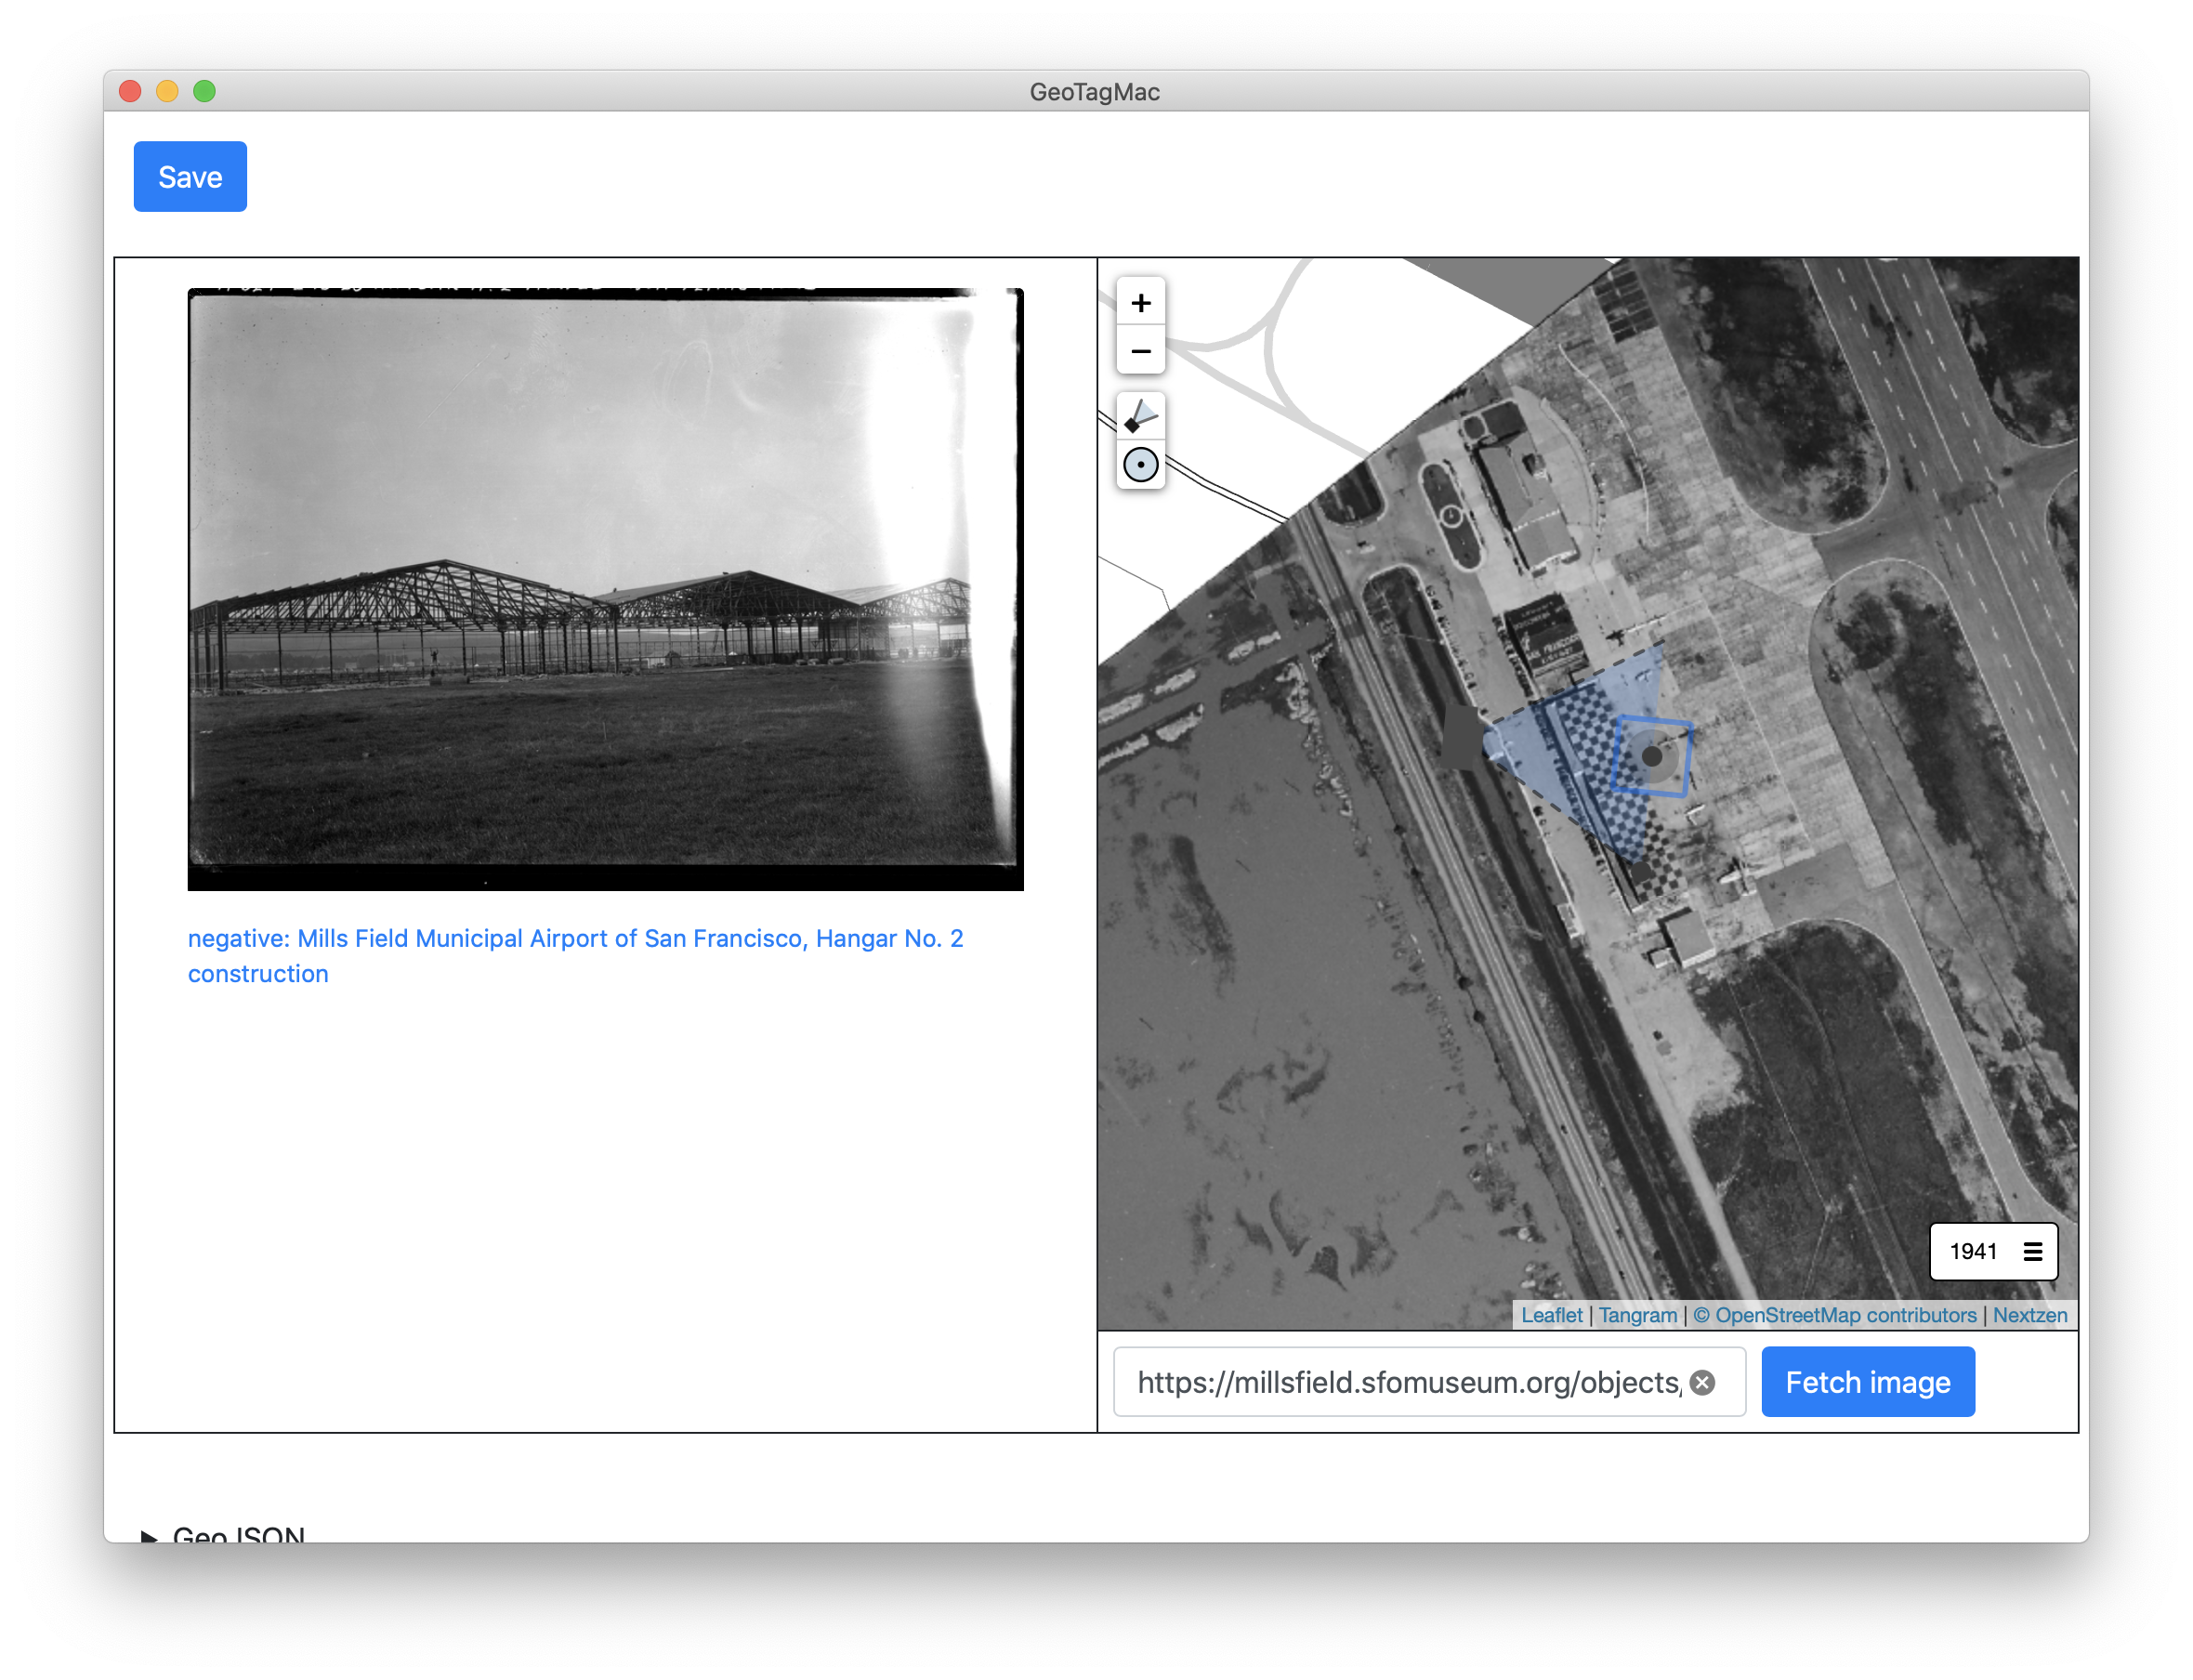 GeoTagMac
Save
negative: Mills Field Municipal Airport of San Francisco, Hangar No. 2
construction
+
−
1941
Leaflet | Tangram | © OpenStreetMap contributors | Nextzen
https://millsfield.sfomuseum.org/objects/
Fetch image
GeoJSON